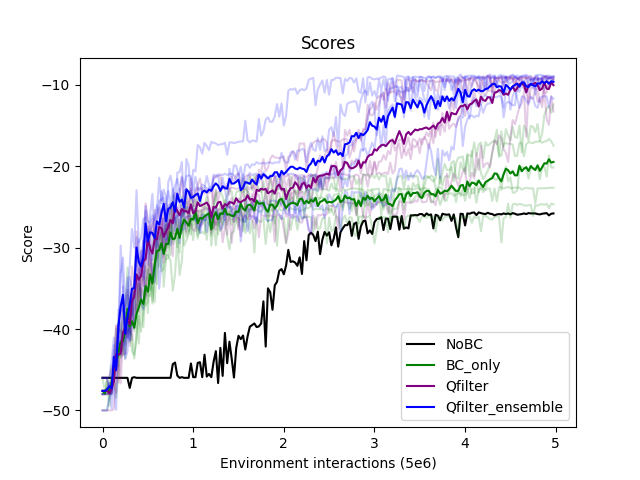 Scores
−10
−20
−30
−40
−50
Score
0
1
2
3
4
5
Environment interactions (5e6)
NoBC
BC_only
Qfilter
Qfilter_ensemble